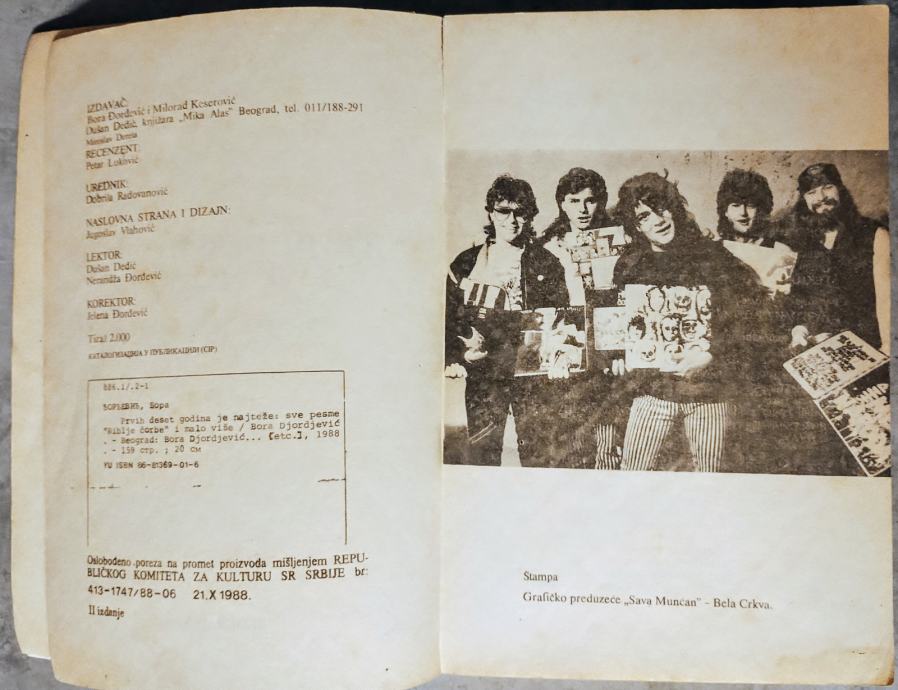 IZDAVAČ:
Bora Đorđević i Milorad Keserović
Dušan Dedić, knjižara „Mika Alas" Beograd, tel. 011/188-291
Miroslav
RECENZENT:
Petar Luković
UREDNIK:
Dobrila Radovanović
NASLOVNA STRANA I DIZAJN:
Jugoslav Vlahović
LEKTOR:
Dušan Dedić
Nerandža Đorđević
KOREKTOR:
Jelena Đorđević
Tiraž 2.000
КАТАЛОГИЗАЦИЈА У ПУБЛИКАЦИЈИ (CIP)
886.1/.2-1
ЂОРЂЕВИЋ, Бора
Prvih deset godina je najteže: sve pesme
"Riblje čorbe" i malo više / Bora Djordjević
. - Beograd: Bora Djordjević... [etc.], 1988
. - 159 стр. ; 20 см
YU ISBN 86-81369-01-6
Oslobođeno poreza na promet proizvoda mišljenjem REPU-
BLIČKOG KOMITETA ZA KULTURU SR SRBIJE br:
413-1747/88-06 21.X 1988.
II izdanje
Štampa
Grafičko preduzeće „Sava Munćan" - Bela Crkva.